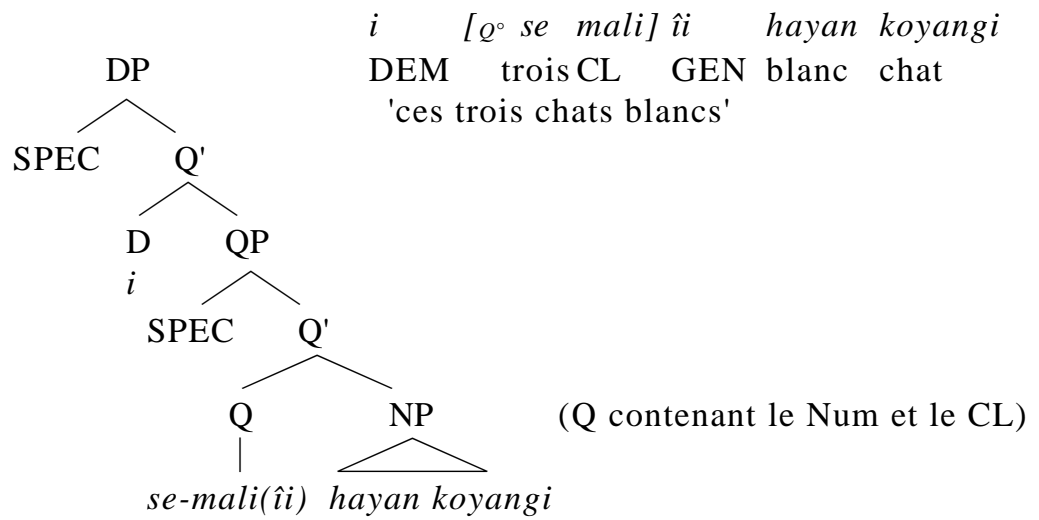 i [Q° se mali] îi hayan koyangi
DP DEM trois CL GEN blanc chat
'ces trois chats blancs'
SPEC Q'
D QP
i
SPEC Q'
Q NP (Q contenant le Num et le CL)
se-mali(îi) hayan koyangi